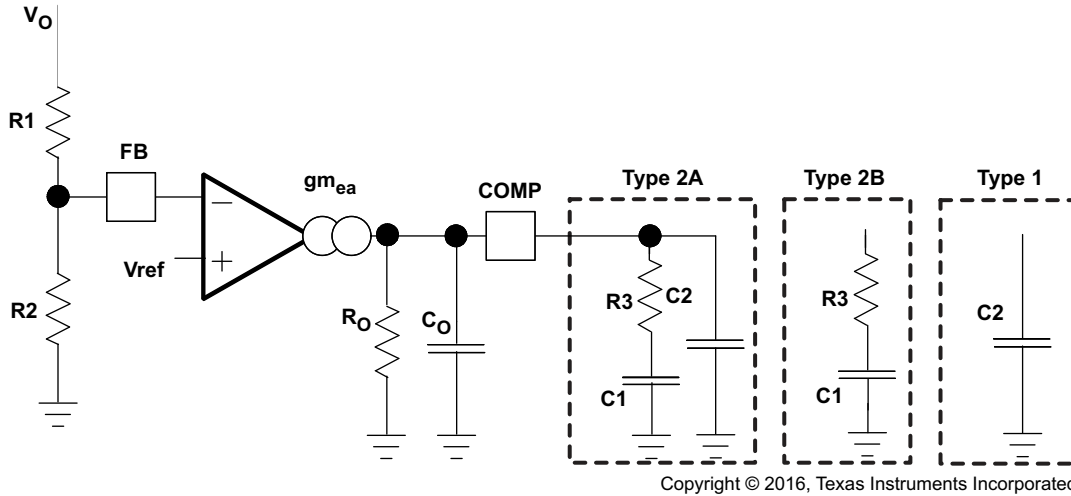 VO
R1
FB
gmea
COMP
Type 2A
Type 2B
Type 1
Vref
R2
RO
CO
R3
C2
C1
R3
C1
C2
Copyright © 2016, Texas Instruments Incorporated